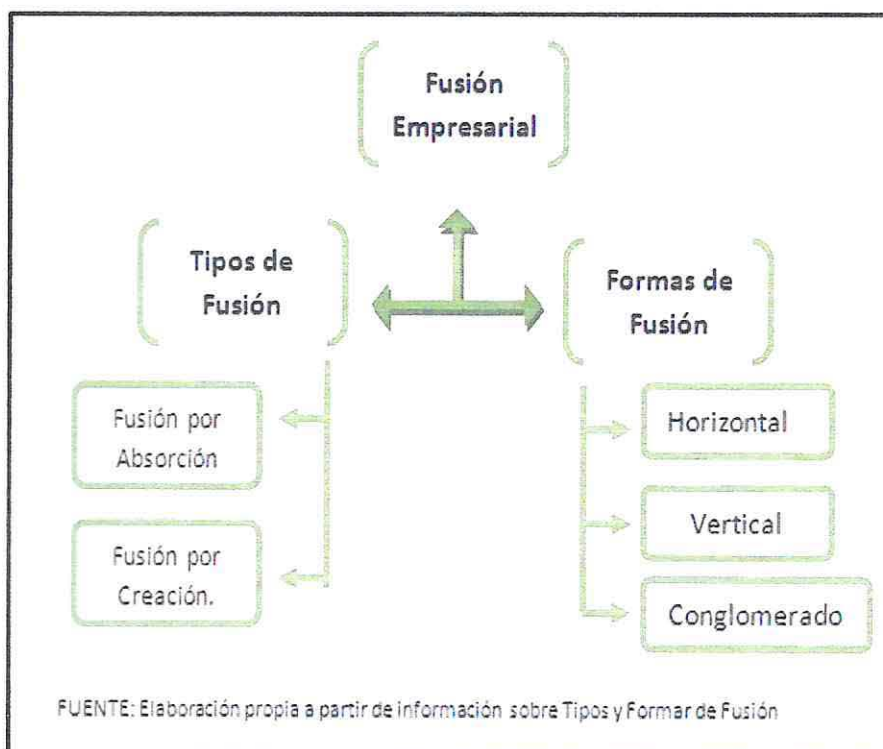 Fusión
Empresarial
Tipos de
Fusión
Fusión por
Absorción
Fusión por
Creación.
Formas de
Fusión
Horizontal
Vertical
Conglomerado
FUENTE: Elaboración propia a partir de información sobre Tipos y Formar de Fusión